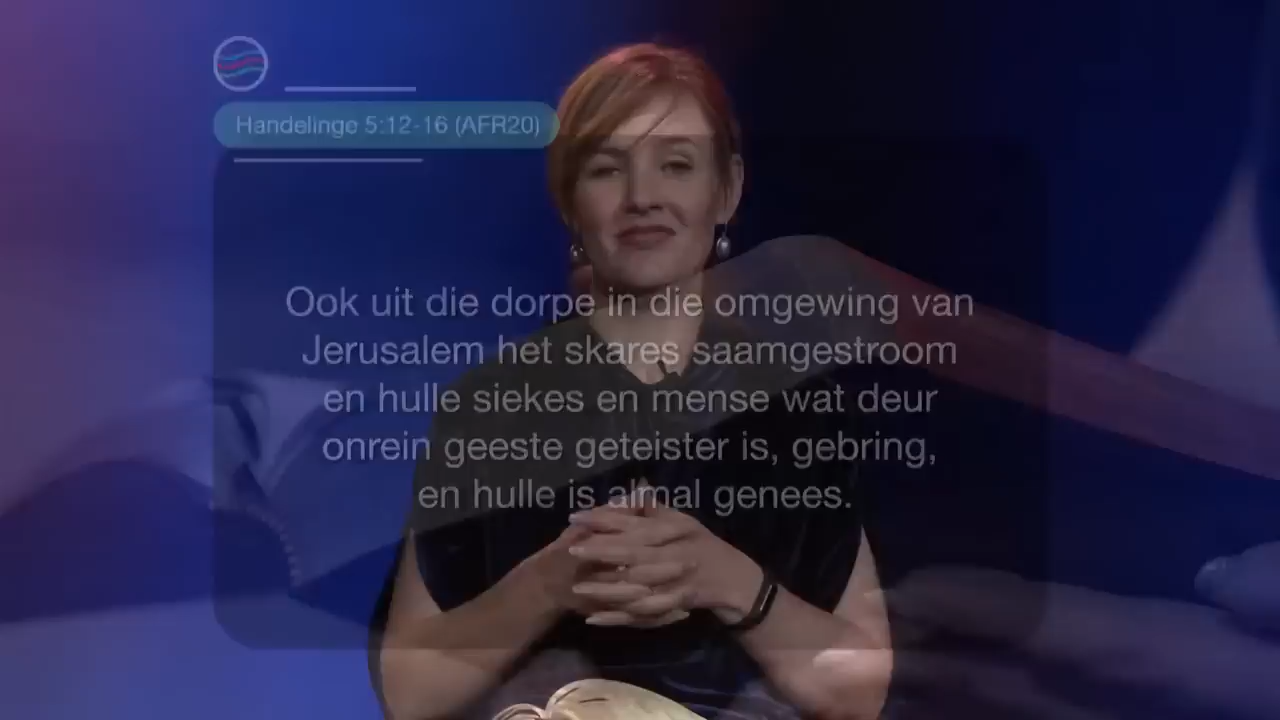 Handelinge 5:12-16 (AFR20)
Ook uit die dorpe in die omgewing van
Jerusalem het skares saamgestroom
en hulle siekes en mense wat deur
onrein geeste geteister is, gebring,
en hulle is almal genees.